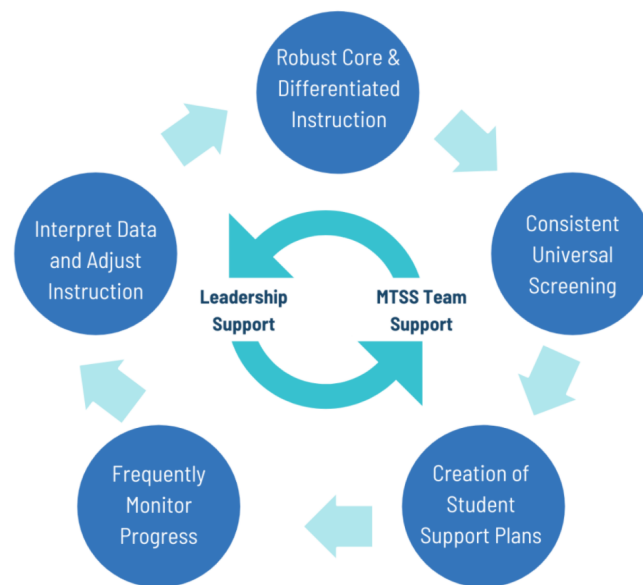 Robust Core &
Differentiated
Instruction
Consistent
Universal
Screening
Creation of
Student
Support Plans
Frequently
Monitor
Progress
Interpret Data
and Adjust
Instruction
Leadership
Support
MTSS Team
Support